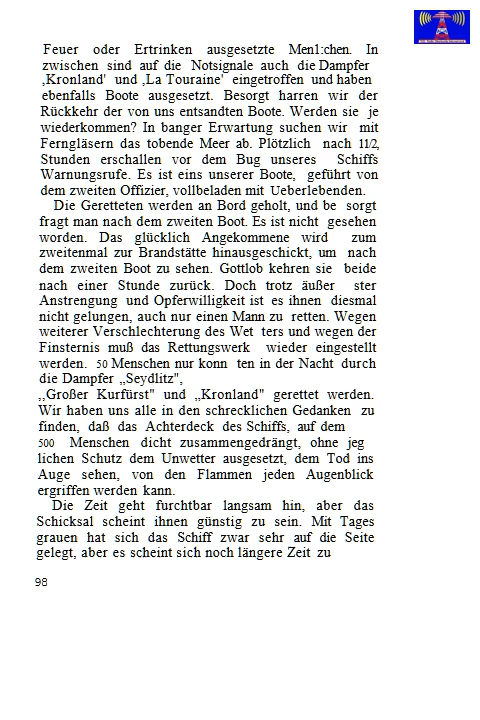 Feuer oder Ertrinken ausgesetzte Men1:chen. In
zwischen sind auf die Notsignale auch die Dampfer
‚Kronland' und ‚La Touraine' eingetroffen und haben
ebenfalls Boote ausgesetzt. Besorgt harren wir der
Rückkehr der von uns entsandten Boote. Werden sie je
wiederkommen? In banger Erwartung suchen wir mit
Ferngläsern das tobende Meer ab. Plötzlich nach 11/2,
Stunden erschallen vor dem Bug unseres Schiffs
Warnungsrufe. Es ist eins unserer Boote, geführt von
dem zweiten Offizier, vollbeladen mit Ueberlebenden.
Die Geretteten werden an Bord geholt, und be sorgt
fragt man nach dem zweiten Boot. Es ist nicht gesehen
worden. Das glücklich Angekommene wird zum
zweitenmal zur Brandstätte hinausgeschickt, um nach
dem zweiten Boot zu sehen. Gottlob kehren sie beide
nach einer Stunde zurück. Doch trotz äußer ster
Anstrengung und Opferwilligkeit ist es ihnen diesmal
nicht gelungen, auch nur einen Mann zu retten. Wegen
weiterer Verschlechterung des Wet ters und wegen der
Finsternis muß das Rettungswerk wieder eingestellt
werden. 50 Menschen nur konn ten in der Nacht durch
die Dampfer ,,Seydlitz",
,,Großer Kurfürst" und ,,Kronland" gerettet werden.
Wir haben uns alle in den schrecklichen Gedanken zu
finden, daß das Achterdeck des Schiffs, auf dem
500 Menschen dicht zusammengedrängt, ohne jeg
lichen Schutz dem Unwetter ausgesetzt, dem Tod ins
Auge sehen, von den Flammen jeden Augenblick
ergriffen werden kann.
Die Zeit geht furchtbar langsam hin, aber das
Schicksal scheint ihnen günstig zu sein. Mit Tages
grauen hat sich das Schiff zwar sehr auf die Seite
gelegt, aber es scheint sich noch längere Zeit zu
98